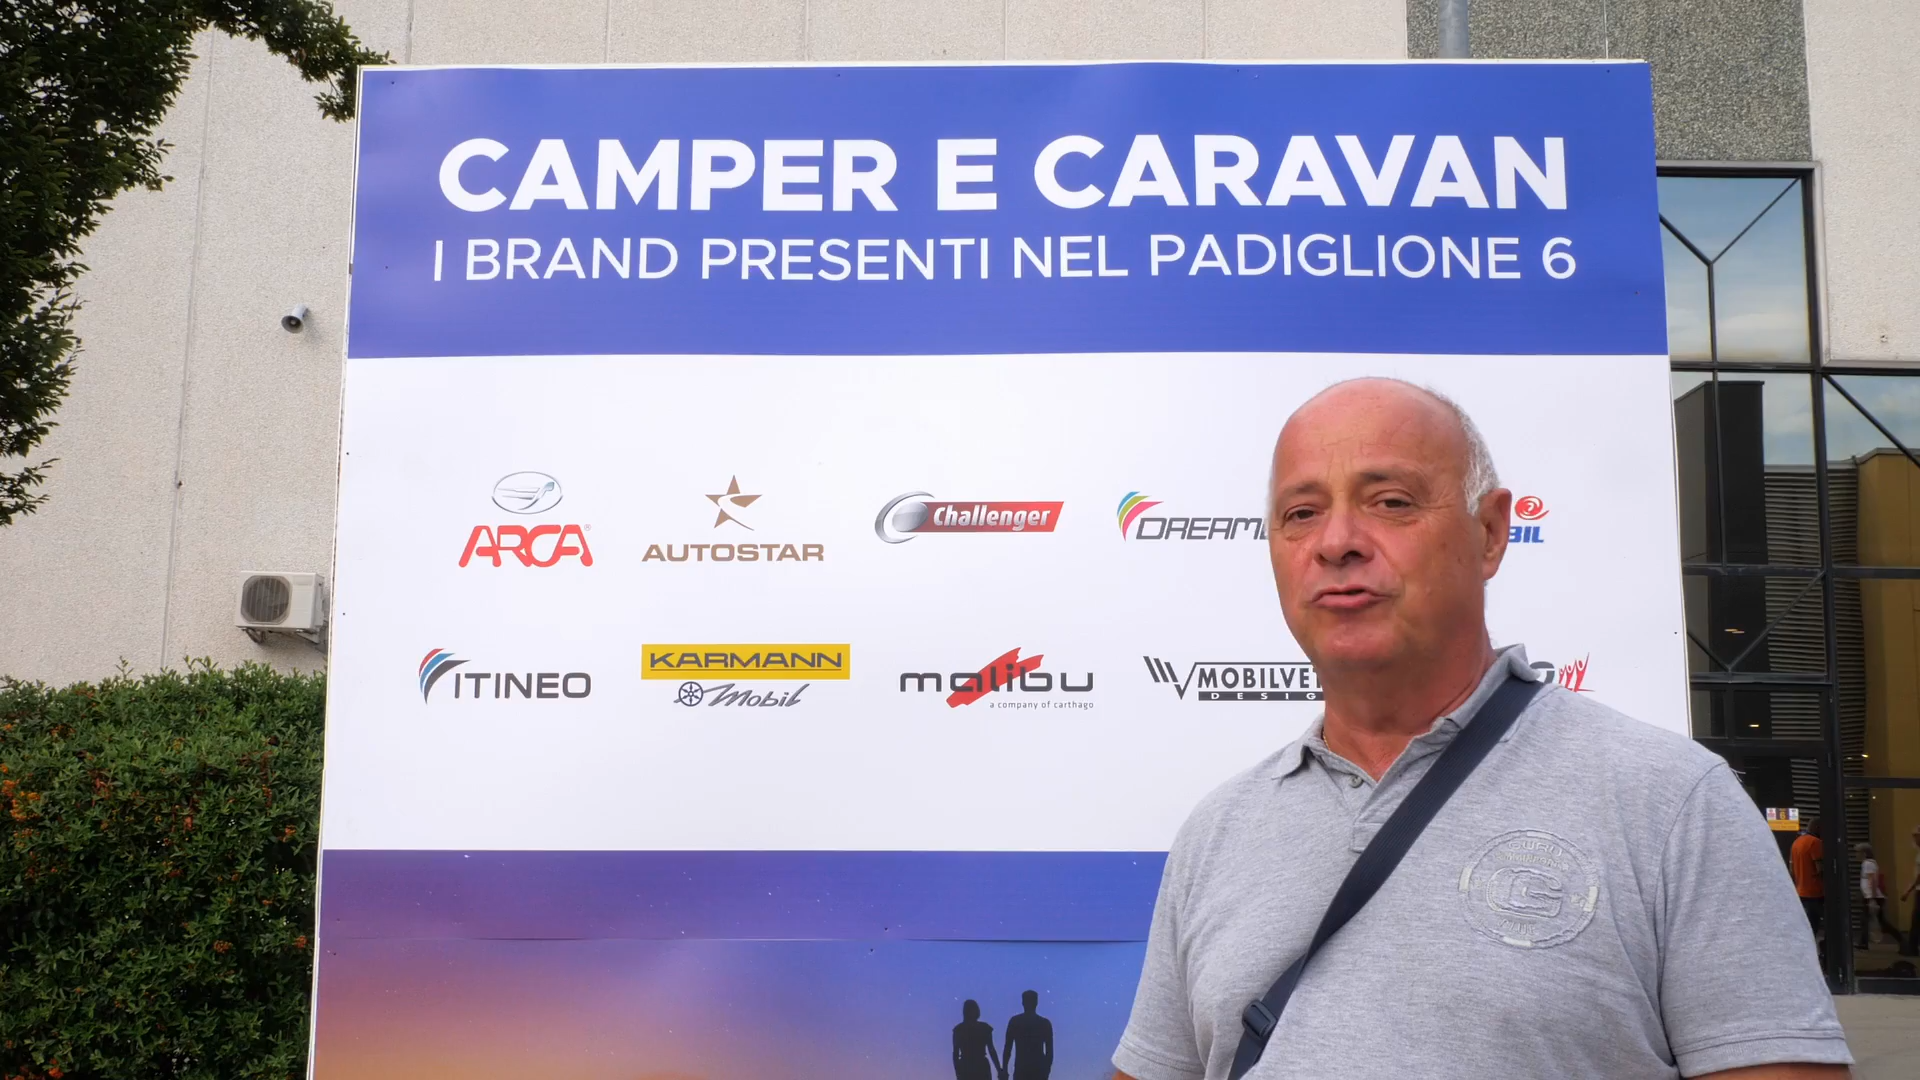 CAMPER E CARAVAN
I BRAND PRESENTI NEL PADIGLIONE 6
ARCA
AUTOSTAR
Challenger
ITINEO
KARMANN
Mobil
malibu
a company of carthago